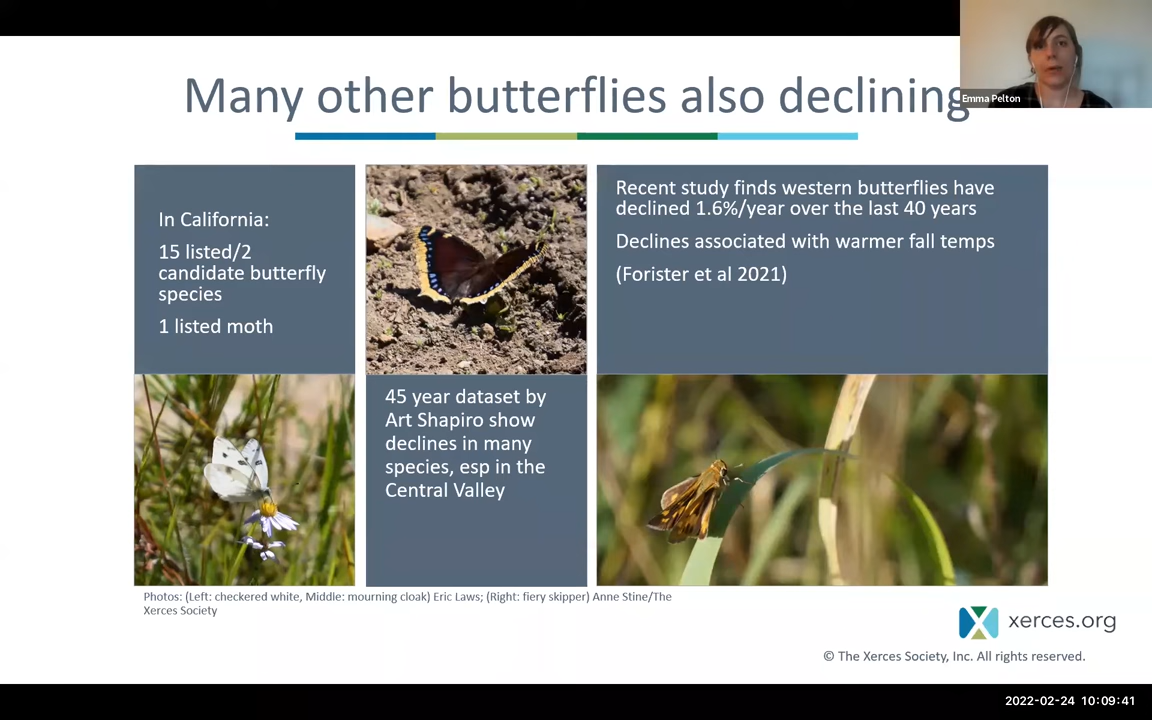 Many other butterflies also declining
Emma Pelton
In California:
15 listed/2
candidate butterfly
species
1 listed moth
45 year dataset by
Art Shapiro show
declines in many
species, esp in the
Central Valley
Recent study finds western butterflies have
declined 1.6%/year over the last 40 years
Declines associated with warmer fall temps
(Forister et al 2021)
Photos: (Left: checkered white, Middle: mourning cloak) Eric Laws; (Right: fiery skipper) Anne Stine/The
Xerces Society
xerces.org
© The Xerces Society, Inc. All rights reserved.
2022-02-24 10:09:41